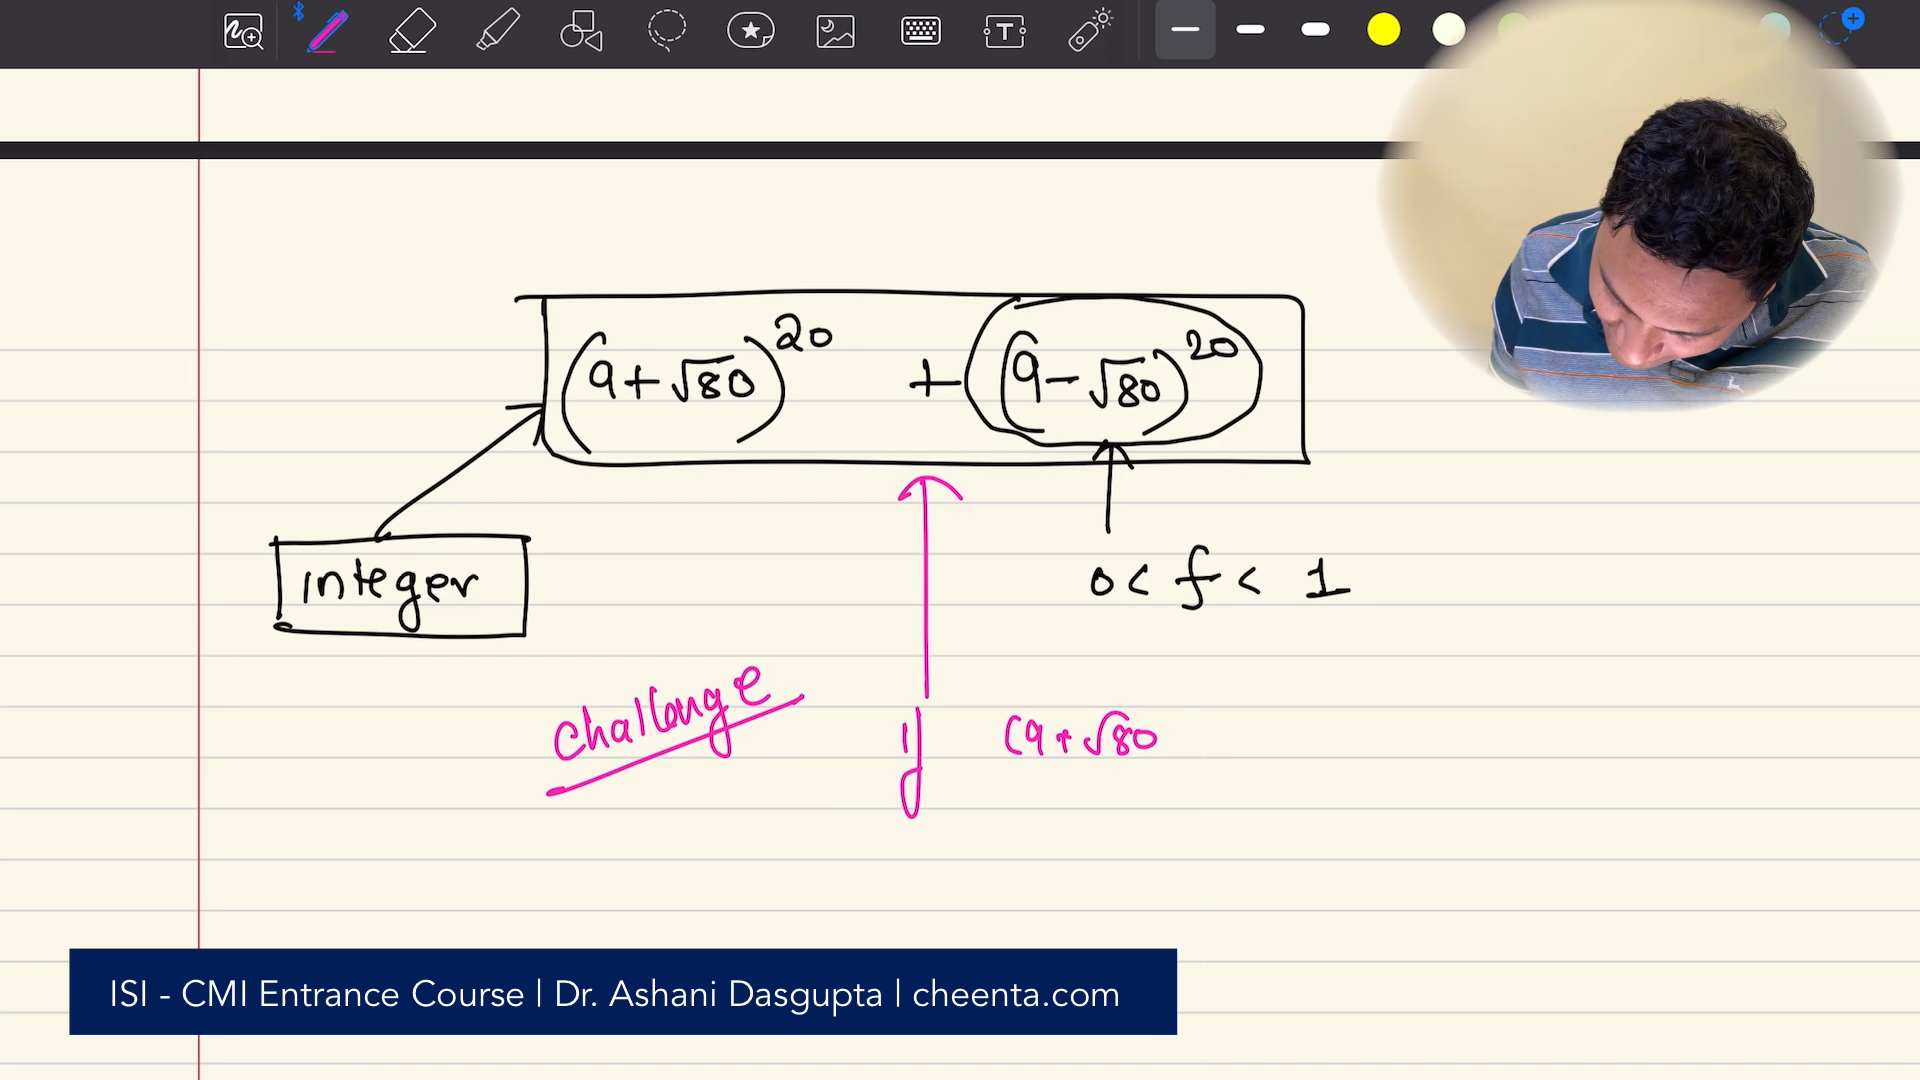 (9+√80)^20 + (9-√80)^20
integer
0 < f < 1
challenge
y (9+√80
ISI - CMI Entrance Course | Dr. Ashani Dasgupta | cheenta.com